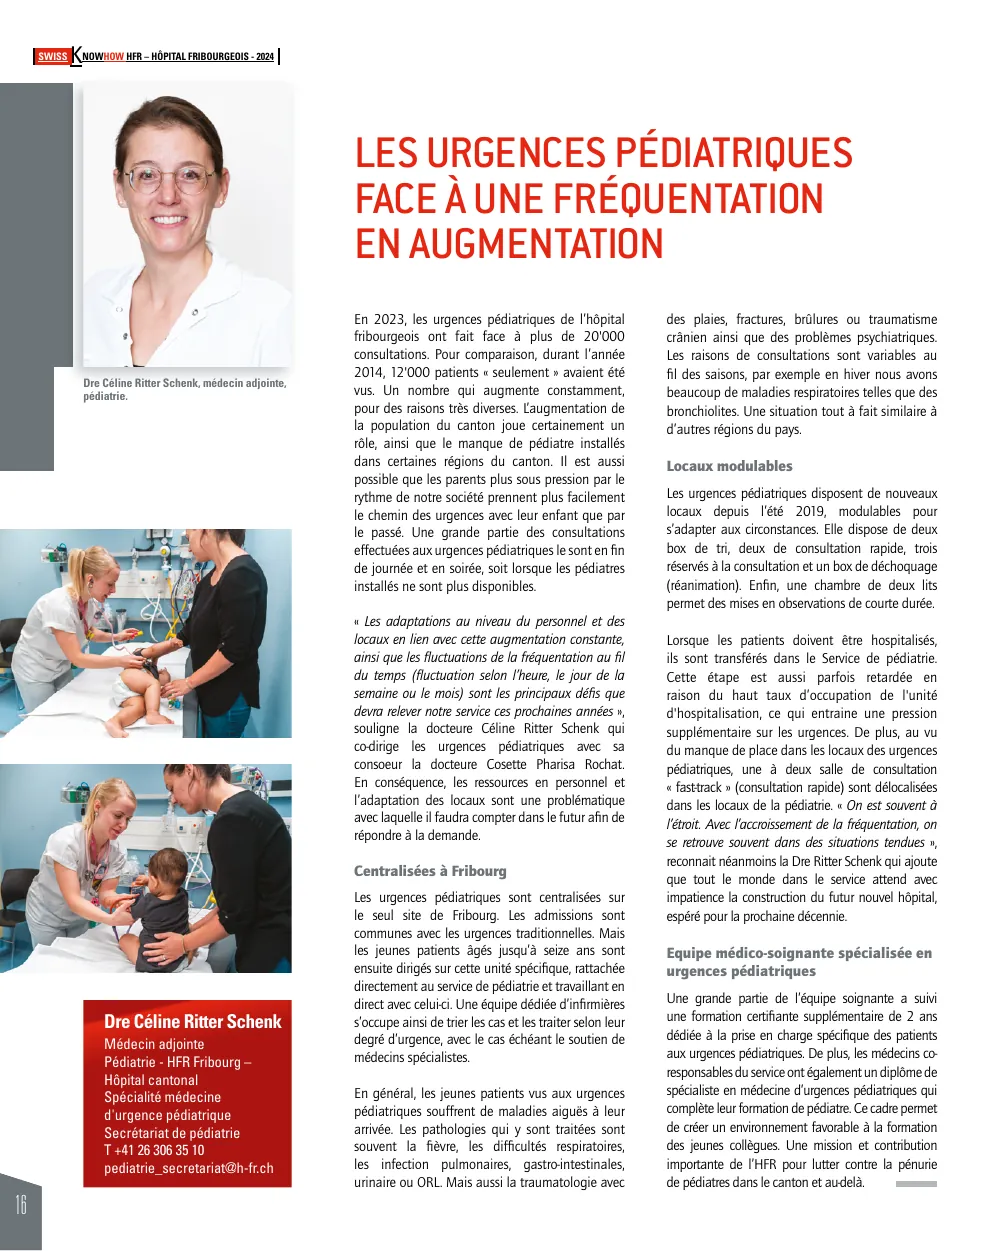 SWISS KNOWHOW HFR – HÔPITAL FRIBOURGEOIS - 2024
Dre Céline Ritter Schenk, médecin adjointe,
pédiatrie.
LES URGENCES PÉDIATRIQUES
FACE À UNE FRÉQUENTATION
EN AUGMENTATION
En 2023, les urgences pédiatriques de l’hôpital
fribourgeois ont fait face à plus de 20'000
consultations. Pour comparaison, durant l’année
2014, 12'000 patients « seulement » avaient été
vus. Un nombre qui augmente constamment,
pour des raisons très diverses. L’augmentation de
la population du canton joue certainement un
rôle, ainsi que le manque de pédiatre installés
dans certaines régions du canton. Il est aussi
possible que les parents plus sous pression par le
rythme de notre société prennent plus facilement
le chemin des urgences avec leur enfant que par
le passé. Une grande partie des consultations
effectuées aux urgences pédiatriques le sont en fin
de journée et en soirée, soit lorsque les pédiatres
installés ne sont plus disponibles.
« Les adaptations au niveau du personnel et des
locaux en lien avec cette augmentation constante,
ainsi que les fluctuations de la fréquentation au fil
du temps (fluctuation selon l’heure, le jour de la
semaine ou le mois) sont les principaux défis que
devra relever notre service ces prochaines années »,
souligne la docteure Céline Ritter Schenk qui
co-dirige les urgences pédiatriques avec sa
consoeur la docteure Cosette Pharisa Rochat.
En conséquence, les ressources en personnel et
l’adaptation des locaux sont une problématique
avec laquelle il faudra compter dans le futur afin de
répondre à la demande.
Centralisées à Fribourg
Les urgences pédiatriques sont centralisées sur
le seul site de Fribourg. Les admissions sont
communes avec les urgences traditionnelles. Mais
les jeunes patients âgés jusqu’à seize ans sont
ensuite dirigés sur cette unité spécifique, rattachée
directement au service de pédiatrie et travaillant en
direct avec celui-ci. Une équipe dédiée d’infirmières
s’occupe ainsi de trier les cas et les traiter selon leur
degré d’urgence, avec le cas échéant le soutien de
médecins spécialistes.
En général, les jeunes patients vus aux urgences
pédiatriques souffrent de maladies aiguës à leur
arrivée. Les pathologies qui y sont traitées sont
souvent la fièvre, les difficultés respiratoires,
les infection pulmonaires, gastro-intestinales,
urinaire ou ORL. Mais aussi la traumatologie avec
des plaies, fractures, brûlures ou traumatisme
crânien ainsi que des problèmes psychiatriques.
Les raisons de consultations sont variables au
fil des saisons, par exemple en hiver nous avons
beaucoup de maladies respiratoires telles que des
bronchiolites. Une situation tout à fait similaire à
d’autres régions du pays.
Locaux modulables
Les urgences pédiatriques disposent de nouveaux
locaux depuis l’été 2019, modulables pour
s’adapter aux circonstances. Elle dispose de deux
box de tri, deux de consultation rapide, trois
réservés à la consultation et un box de déchoquage
(réanimation). Enfin, une chambre de deux lits
permet des mises en observations de courte durée.
Lorsque les patients doivent être hospitalisés,
ils sont transférés dans le Service de pédiatrie.
Cette étape est aussi parfois retardée en
raison du haut taux d’occupation de l'unité
d'hospitalisation, ce qui entraine une pression
supplémentaire sur les urgences. De plus, au vu
du manque de place dans les locaux des urgences
pédiatriques, une à deux salle de consultation
« fast-track » (consultation rapide) sont délocalisées
dans les locaux de la pédiatrie. « On est souvent à
l’étroit. Avec l’accroissement de la fréquentation, on
se retrouve souvent dans des situations tendues »,
reconnait néanmoins la Dre Ritter Schenk qui ajoute
que tout le monde dans le service attend avec
impatience la construction du futur nouvel hôpital,
espéré pour la prochaine décennie.
Equipe médico-soignante spécialisée en
urgences pédiatriques
Une grande partie de l’équipe soignante a suivi
une formation certifiante supplémentaire de 2 ans
dédiée à la prise en charge spécifique des patients
aux urgences pédiatriques. De plus, les médecins co-
responsables du service ont également un diplôme de
spécialiste en médecine d’urgences pédiatriques qui
complète leur formation de pédiatre. Ce cadre permet
de créer un environnement favorable à la formation
des jeunes collègues. Une mission et contribution
importante de l’HFR pour lutter contre la pénurie
de pédiatres dans le canton et au-delà.
Dre Céline Ritter Schenk
Médecin adjointe
Pédiatrie - HFR Fribourg –
Hôpital cantonal
Spécialité médecine
d'urgence pédiatrique
Secrétariat de pédiatrie
T +41 26 306 35 10
pediatrie_secretariat@h-fr.ch
16